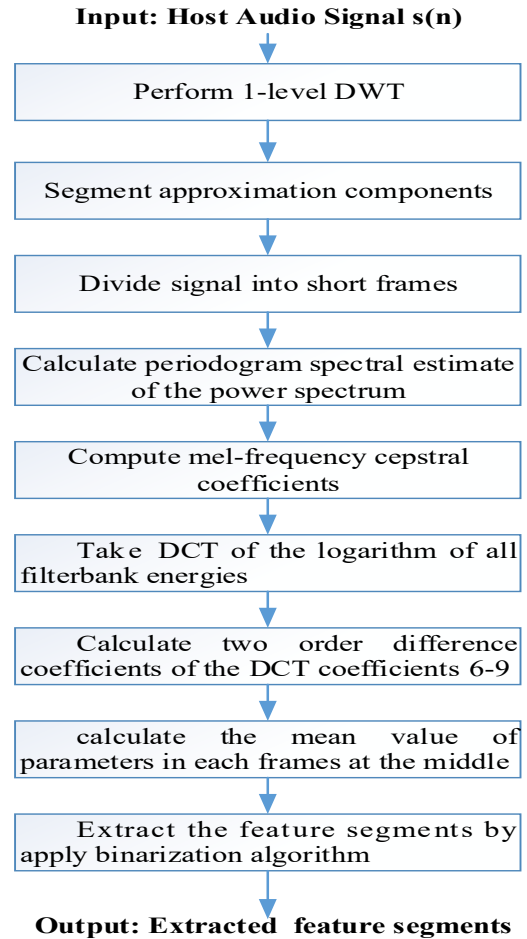 Input: Host Audio Signal s(n)
Perform 1-level DWT
Segment approximation components
Divide signal into short frames
Calculate periodogram spectral estimate
of the power spectrum
Compute mel-frequency cepstral
coefficients
Take DCT of the logarithm of all
filterbank energies
Calculate two order difference
coefficients of the DCT coefficients 6-9
calculate the mean value of
parameters in each frames at the middle
Extract the feature segments by
apply binarization algorithm
Output: Extracted feature segments